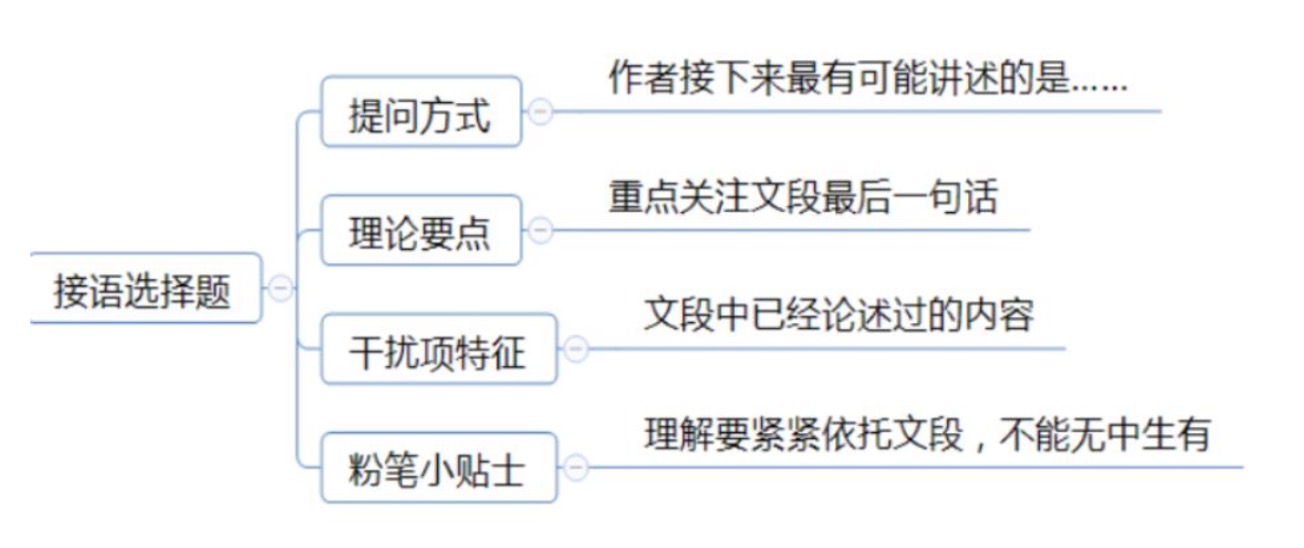 作者接下来最有可能讲述的是……
提问方式
重点关注文段最后一句话
理论要点
接语选择题
文段中已经论述过的内容
干扰项特征
理解要紧紧依托文段，不能无中生有
粉笔小贴士